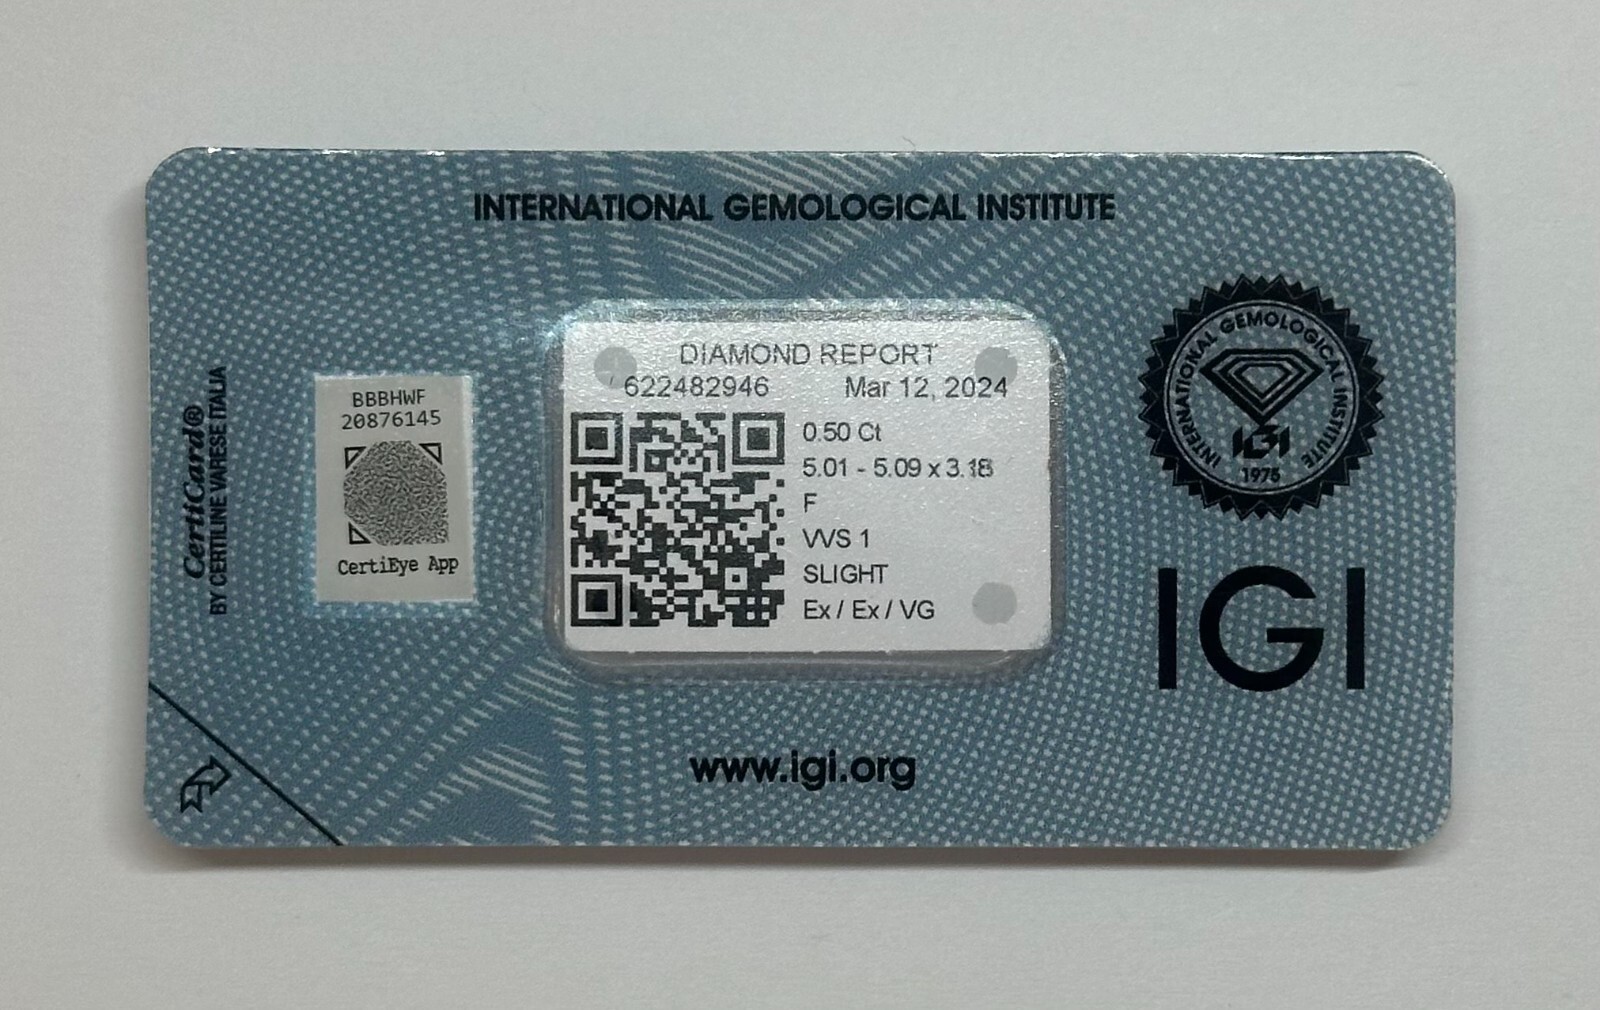 INTERNATIONAL GEMOLOGICAL INSTITUTE
CertiCard®
BY CERTILINE VARESE ITALIA
BBBHWF
20876145
CertiEye App
DIAMOND REPORT
622482946 Mar 12, 2024
0.50 Ct
5.01 - 5.09 x 3.18
F
VVS 1
SLIGHT
Ex / Ex / VG
INTERNATIONAL GEMOLOGICAL INSTITUTE
IGI
1975
IGI
www.igi.org